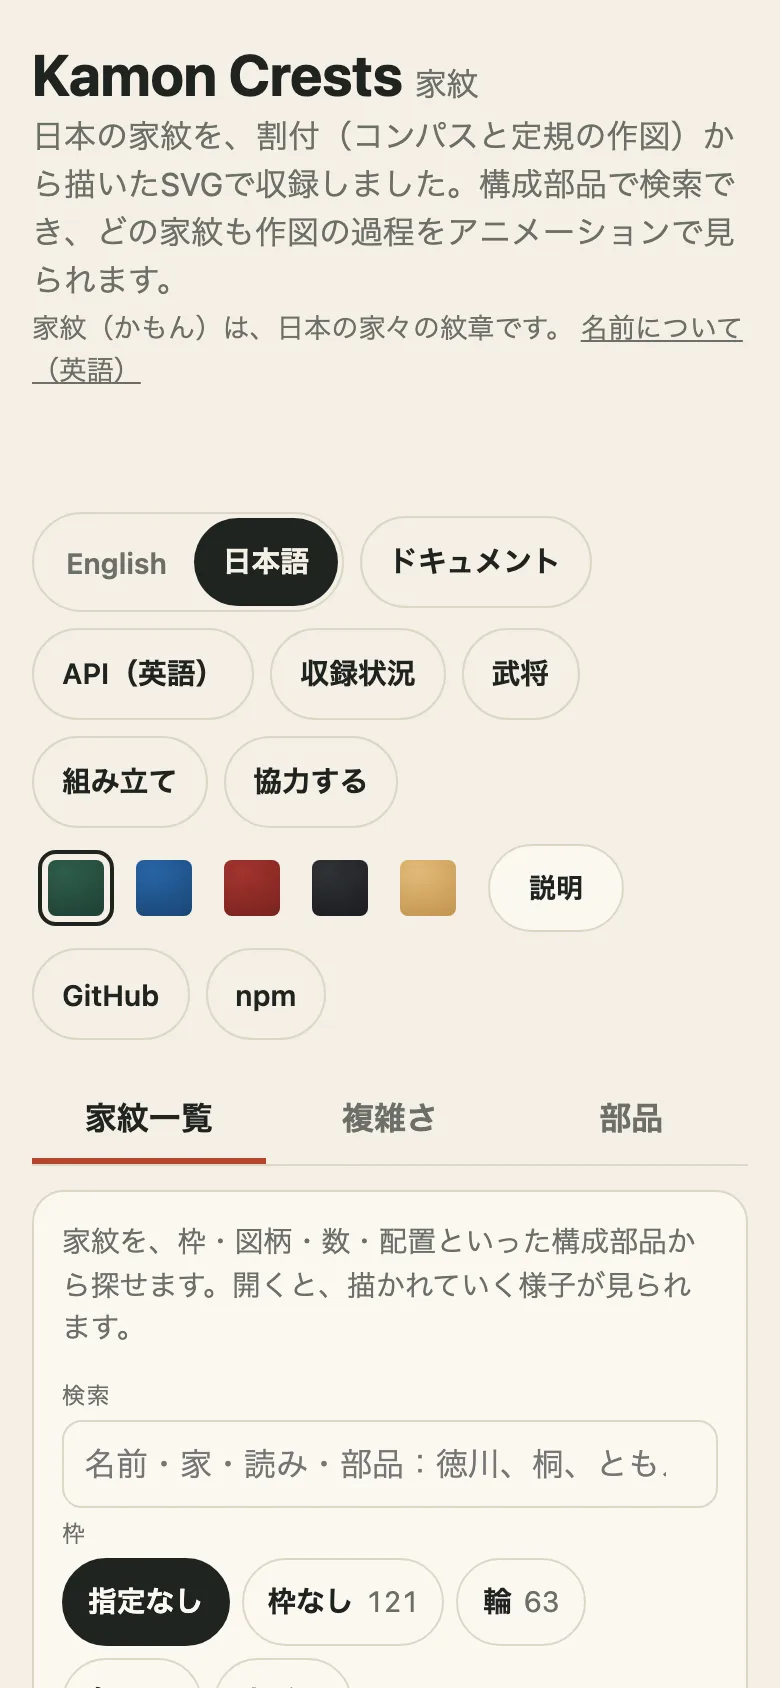 Kamon Crests 家紋
日本の家紋を、割付（コンパスと定規の作図）か
ら描いたSVGで収録しました。構成部品で検索で
き、どの家紋も作図の過程をアニメーションで見
られます。
家紋（かもん）は、日本の家々の紋章です。 名前について
（英語）
English 日本語 ドキュメント
API（英語） 収録状況 武将
組み立て 協力する
説明
GitHub npm
家紋一覧 複雑さ 部品
家紋を、枠・図柄・数・配置といった構成部品か
ら探せます。開くと、描かれていく様子が見られ
ます。
検索
名前・家・読み・部品：徳川、桐、とも
枠
指定なし 枠なし 121 輪 63